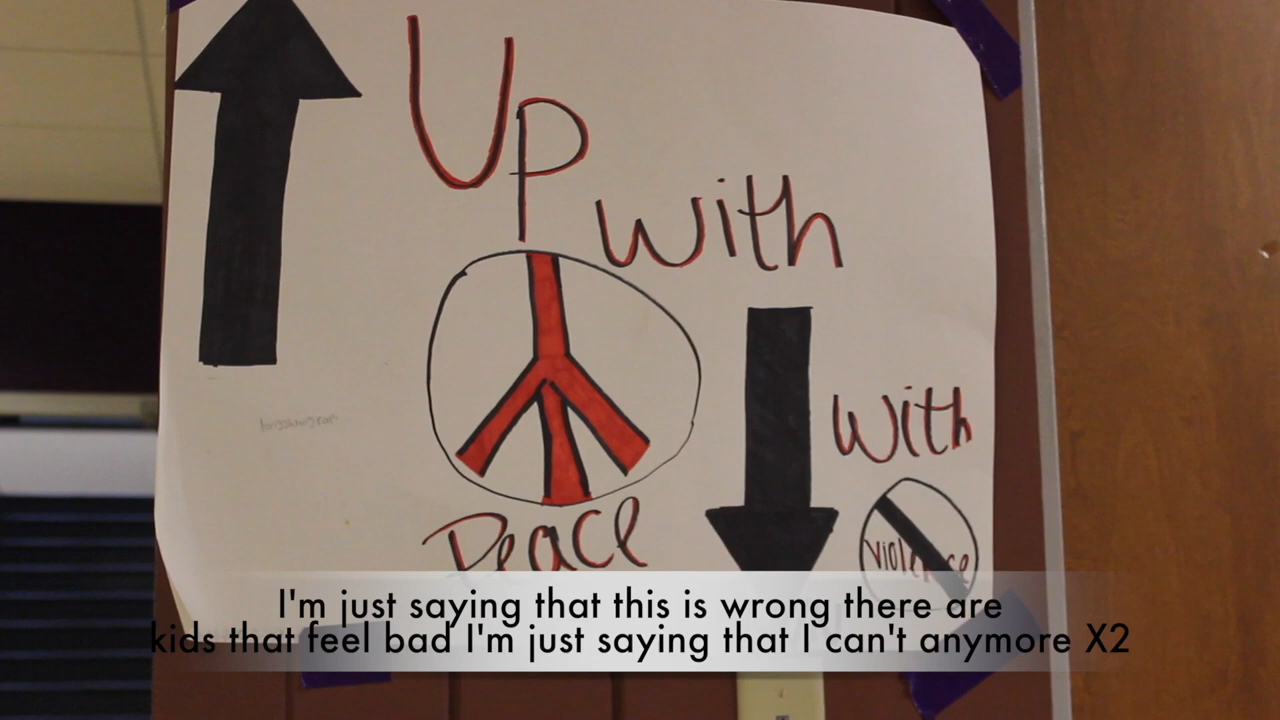 Up
with
With
Peace
violence
I'm just saying that this is wrong there are
kids that feel bad I'm just saying that I can't anymore X2